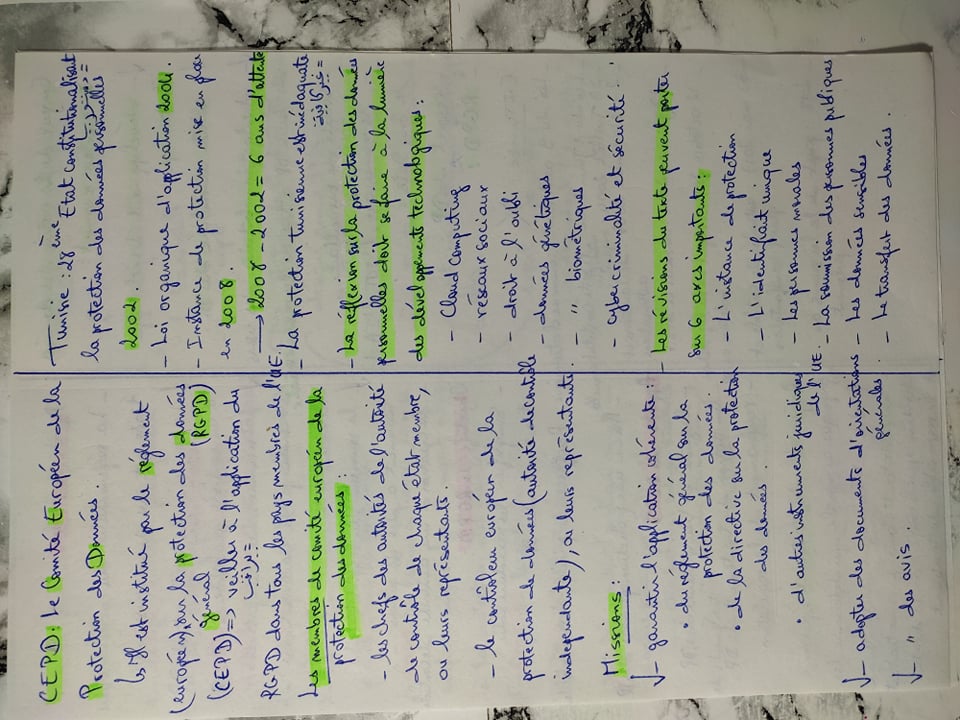 CEPD: le Comité Européen de la
Protection des Données.
est institué par le règlement
(européen) sur la protection des données
général (RGPD)
(CEPD) => veiller à l'application du
= تراقب
RGPD dans tous les pays membres de l'UE.
Les membres de comité européen de la
protection des données:
- les chefs des autorités de l'autorité
de contrôle de chaque état membre,
ou leurs représentants.
- le contrôleur européen de la
protection de données (autorité de contrôle
indépendante), ou leurs représentants.
Missions:
√- garantir l'application cohérente:
• du règlement général sur la
protection des données.
• de la directive sur la protection
des données.
• d'autres instruments juridiques
de l'UE.
√- adopter des documents d'orientations
générales.
√- " des avis
Tunisie: 28 ème Etat constitutionalisant
la protection des données personnelles
2002.
- Loi organique d'application 2004.
- Instance de protection mise en place
en 2008.
→ 2008 - 2002 = 6 ans d'attente
- La protection tunisienne est inédaquate
= غير كافية
- La réflexion sur la protection des données
personnelles doit se faire à la lumière
des développements technologiques:
- Cloud Computing
- réseaux sociaux
- droit à l'oubli
- données génétiques
- " biométriques
- cybercriminalité et sécurité.
- Les révisions du texte peuvent porter
sur 6 axes importants:
- L'instance de protection
- L'identifiant unique
- Les personnes morales
- La soumission des personnes publiques
- Les données sensibles
- Le transfert des données.